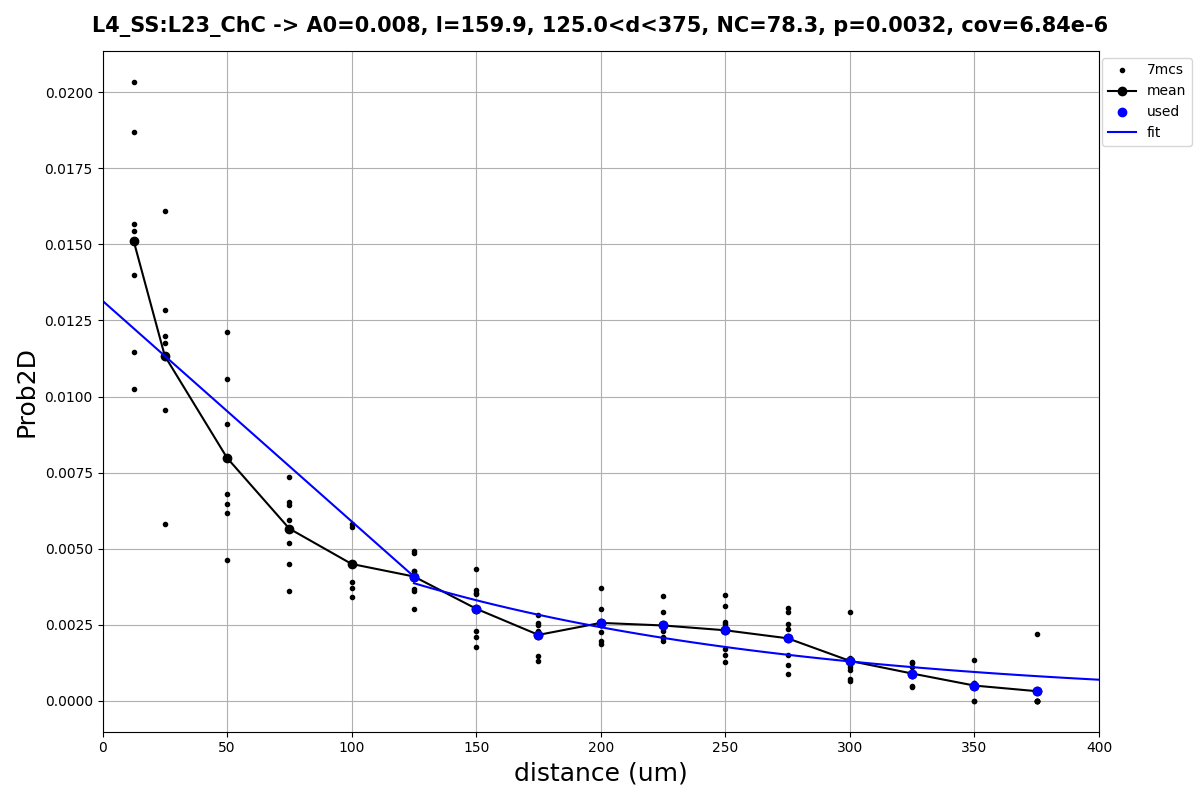 L4_SS:L23_ChC -> A0=0.008, l=159.9, 125.0<d<375, NC=78.3, p=0.0032, cov=6.84e-6
7mcs
mean
used
fit
0.0200
0.0175
0.0150
0.0125
0.0100
0.0075
0.0050
0.0025
0.0000
Prob2D
0 50 100 150 200 250 300 350 400
distance (um)